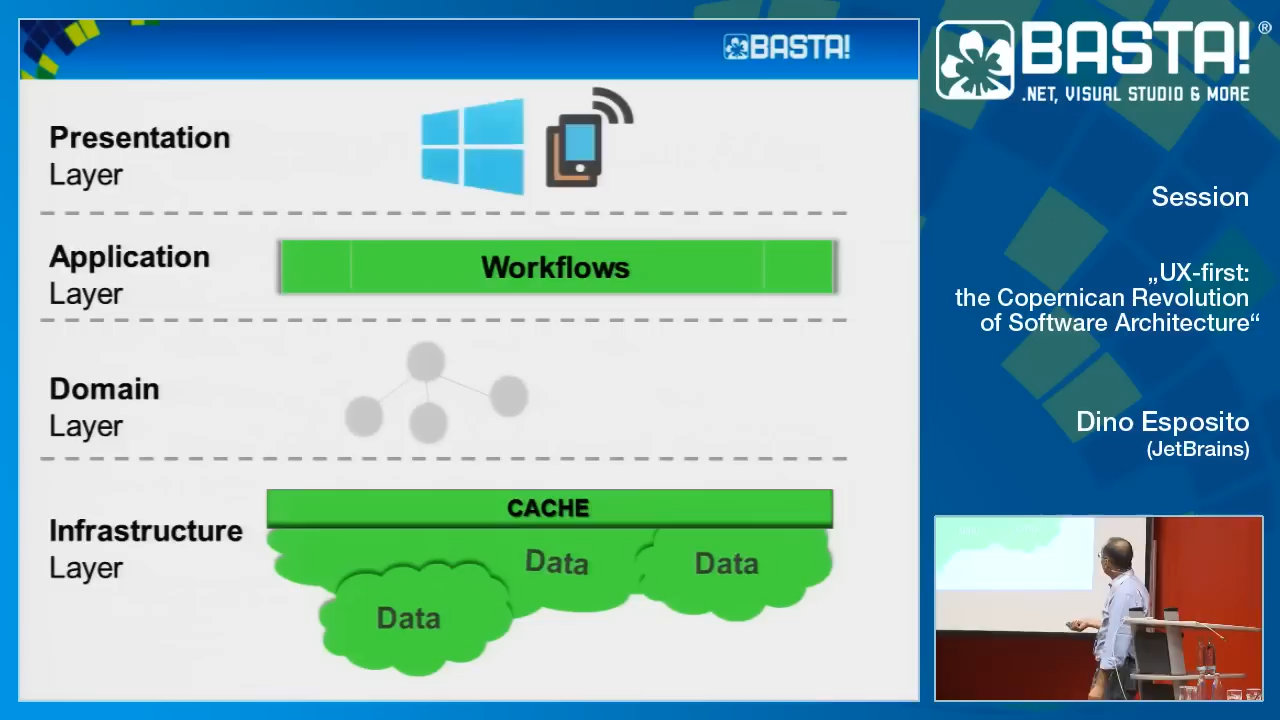 BASTA!
Presentation
Layer
Application
Layer
Workflows
Domain
Layer
Infrastructure
Layer
CACHE
Data
Data
Data
BASTA!®
.NET, VISUAL STUDIO & MORE
Session
„UX-first:
the Copernican Revolution
of Software Architecture“
Dino Esposito
(JetBrains)